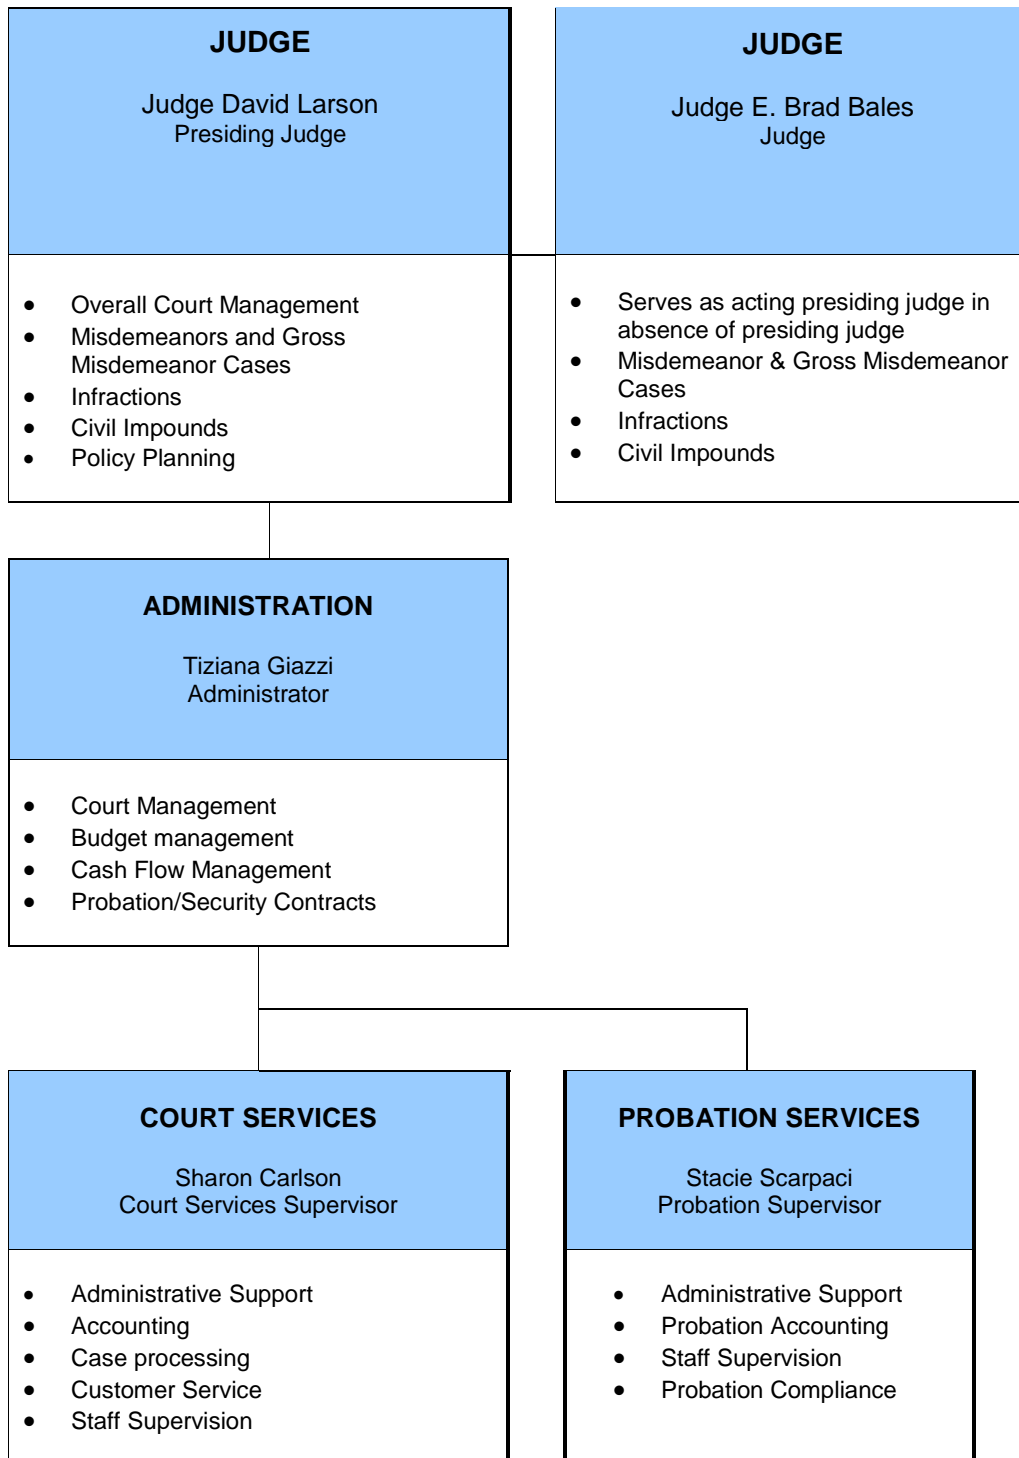 JUDGE
Judge David Larson
Presiding Judge
• Overall Court Management
• Misdemeanors and Gross
Misdemeanor Cases
• Infractions
• Civil Impounds
• Policy Planning
JUDGE
Judge E. Brad Bales
Judge
• Serves as acting presiding judge in
absence of presiding judge
• Misdemeanor & Gross Misdemeanor
Cases
• Infractions
• Civil Impounds
ADMINISTRATION
Tiziana Giazzi
Administrator
• Court Management
• Budget management
• Cash Flow Management
• Probation/Security Contracts
COURT SERVICES
Sharon Carlson
Court Services Supervisor
• Administrative Support
• Accounting
• Case processing
• Customer Service
• Staff Supervision
PROBATION SERVICES
Stacie Scarpaci
Probation Supervisor
• Administrative Support
• Probation Accounting
• Staff Supervision
• Probation Compliance